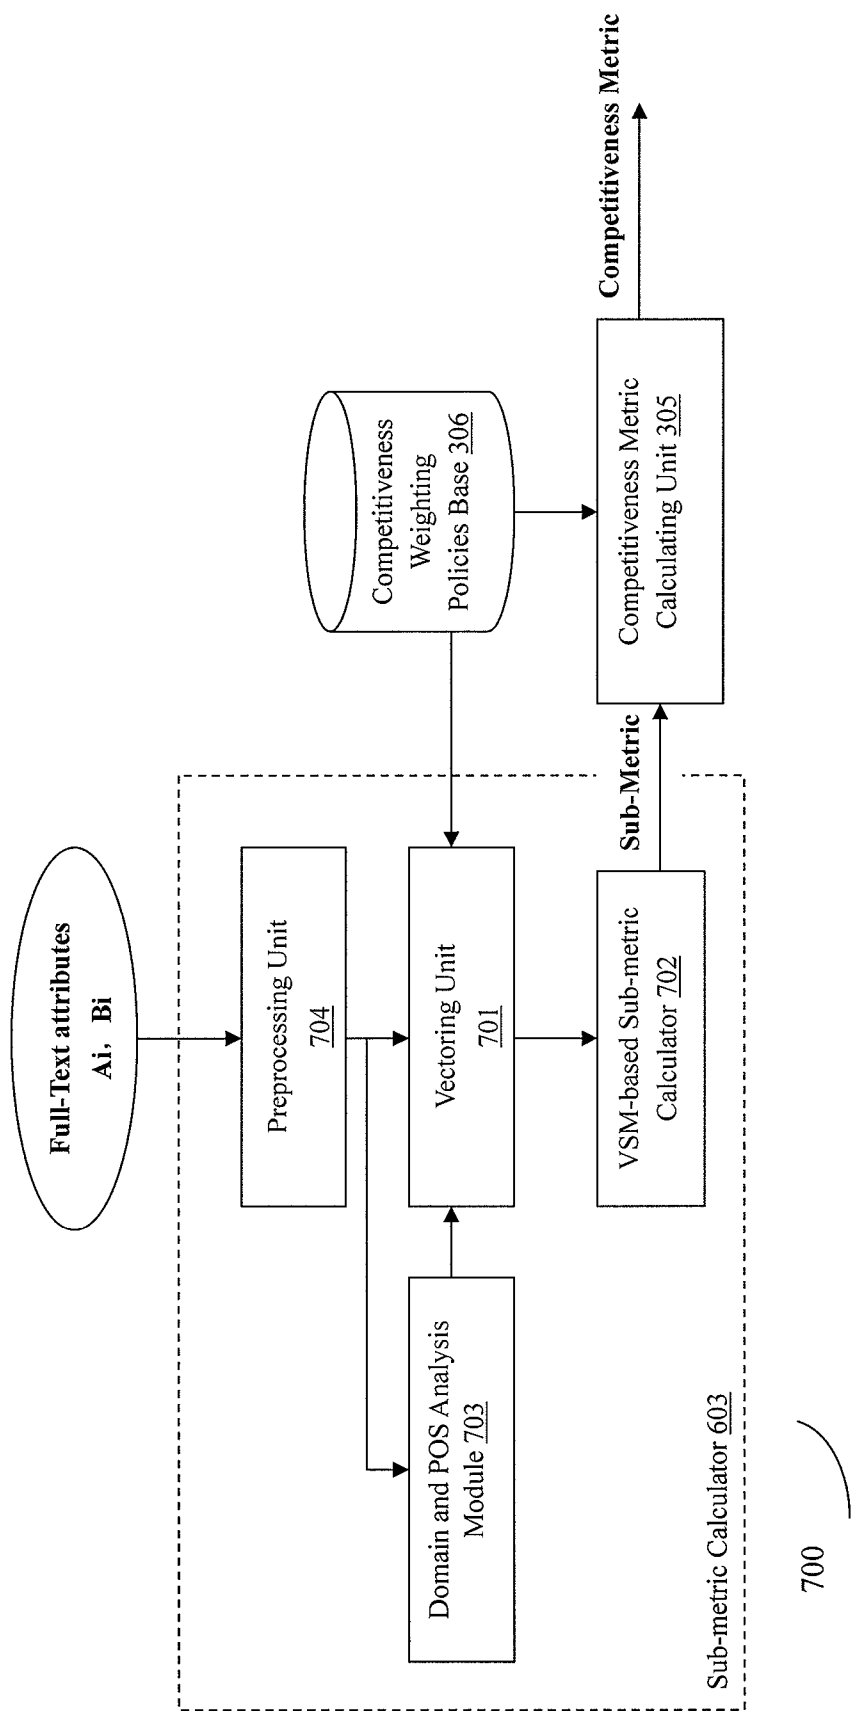 Full-Text attributes
Ai, Bi
Preprocessing Unit
704
Domain and POS Analysis
Module 703
Vectoring Unit
701
Competitiveness
Weighting
Policies Base 306
VSM-based Sub-metric
Calculator 702
Sub-Metric
Competitiveness Metric
Calculating Unit 305
Competitiveness Metric
Sub-metric Calculator 603
700